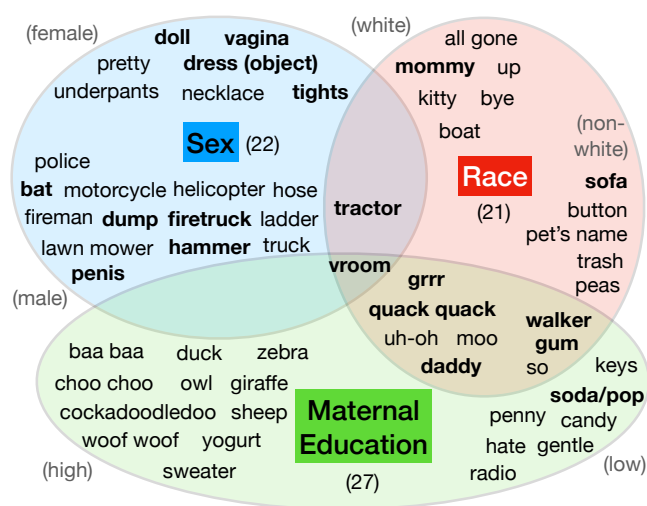 (female)
doll vagina
pretty dress (object)
underpants necklace tights
Sex (22)
police
bat motorcycle helicopter hose
fireman dump firetruck ladder
lawn mower hammer truck
penis
(male)
(white)
all gone
mommy up
kitty bye
boat
(non-
white)
Race
(21)
sofa
button
pet's name
trash
peas
tractor
vroom
grrr
quack quack
uh-oh moo
daddy
walker
gum
so
baa baa duck zebra
choo choo owl giraffe
cockadoodledoo sheep
woof woof yogurt
sweater
(high)
Maternal
Education
(27)
keys
soda/pop
penny candy
hate gentle
radio
(low)